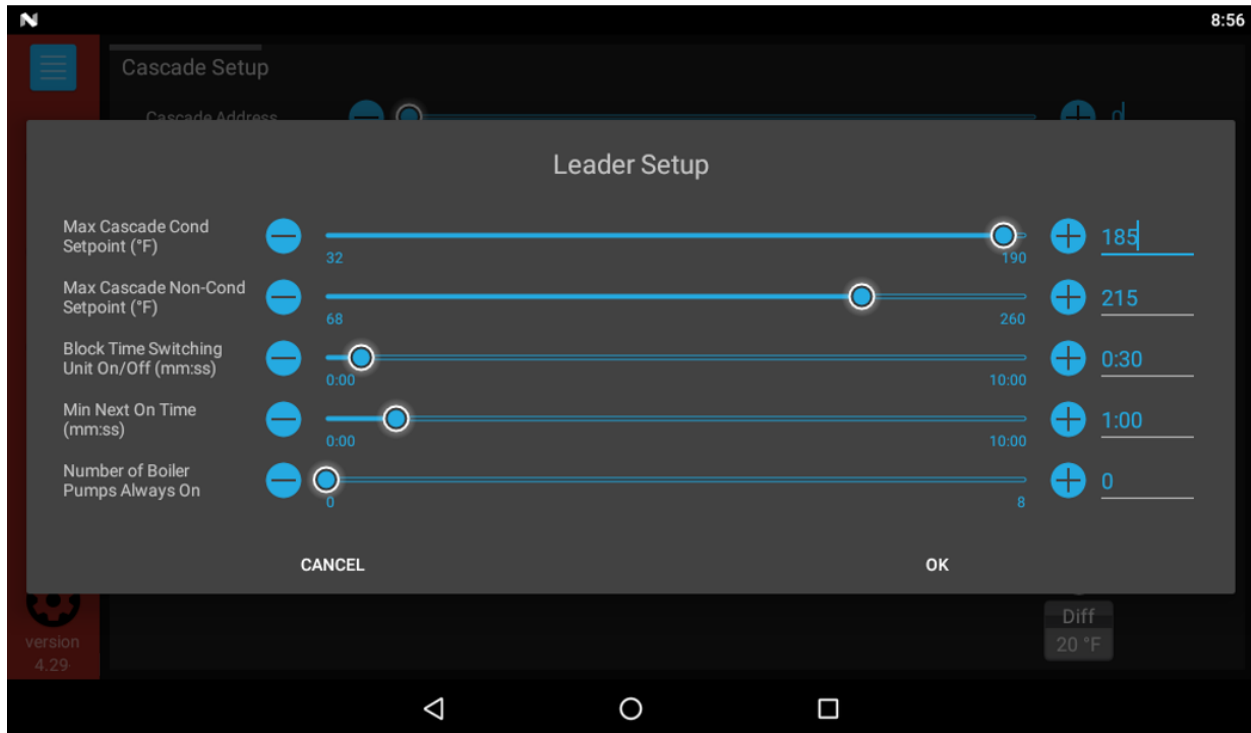 8:56
Cascade Setup
Cascade Address
Leader Setup
Max Cascade Cond
Setpoint (°F)
32
190
185
Max Cascade Non-Cond
Setpoint (°F)
68
260
215
Block Time Switching
Unit On/Off (mm:ss)
0:00
10:00
0:30
Min Next On Time
(mm:ss)
0:00
10:00
1:00
Number of Boiler
Pumps Always On
0
8
0
CANCEL
OK
version
4.29
Diff
20 °F